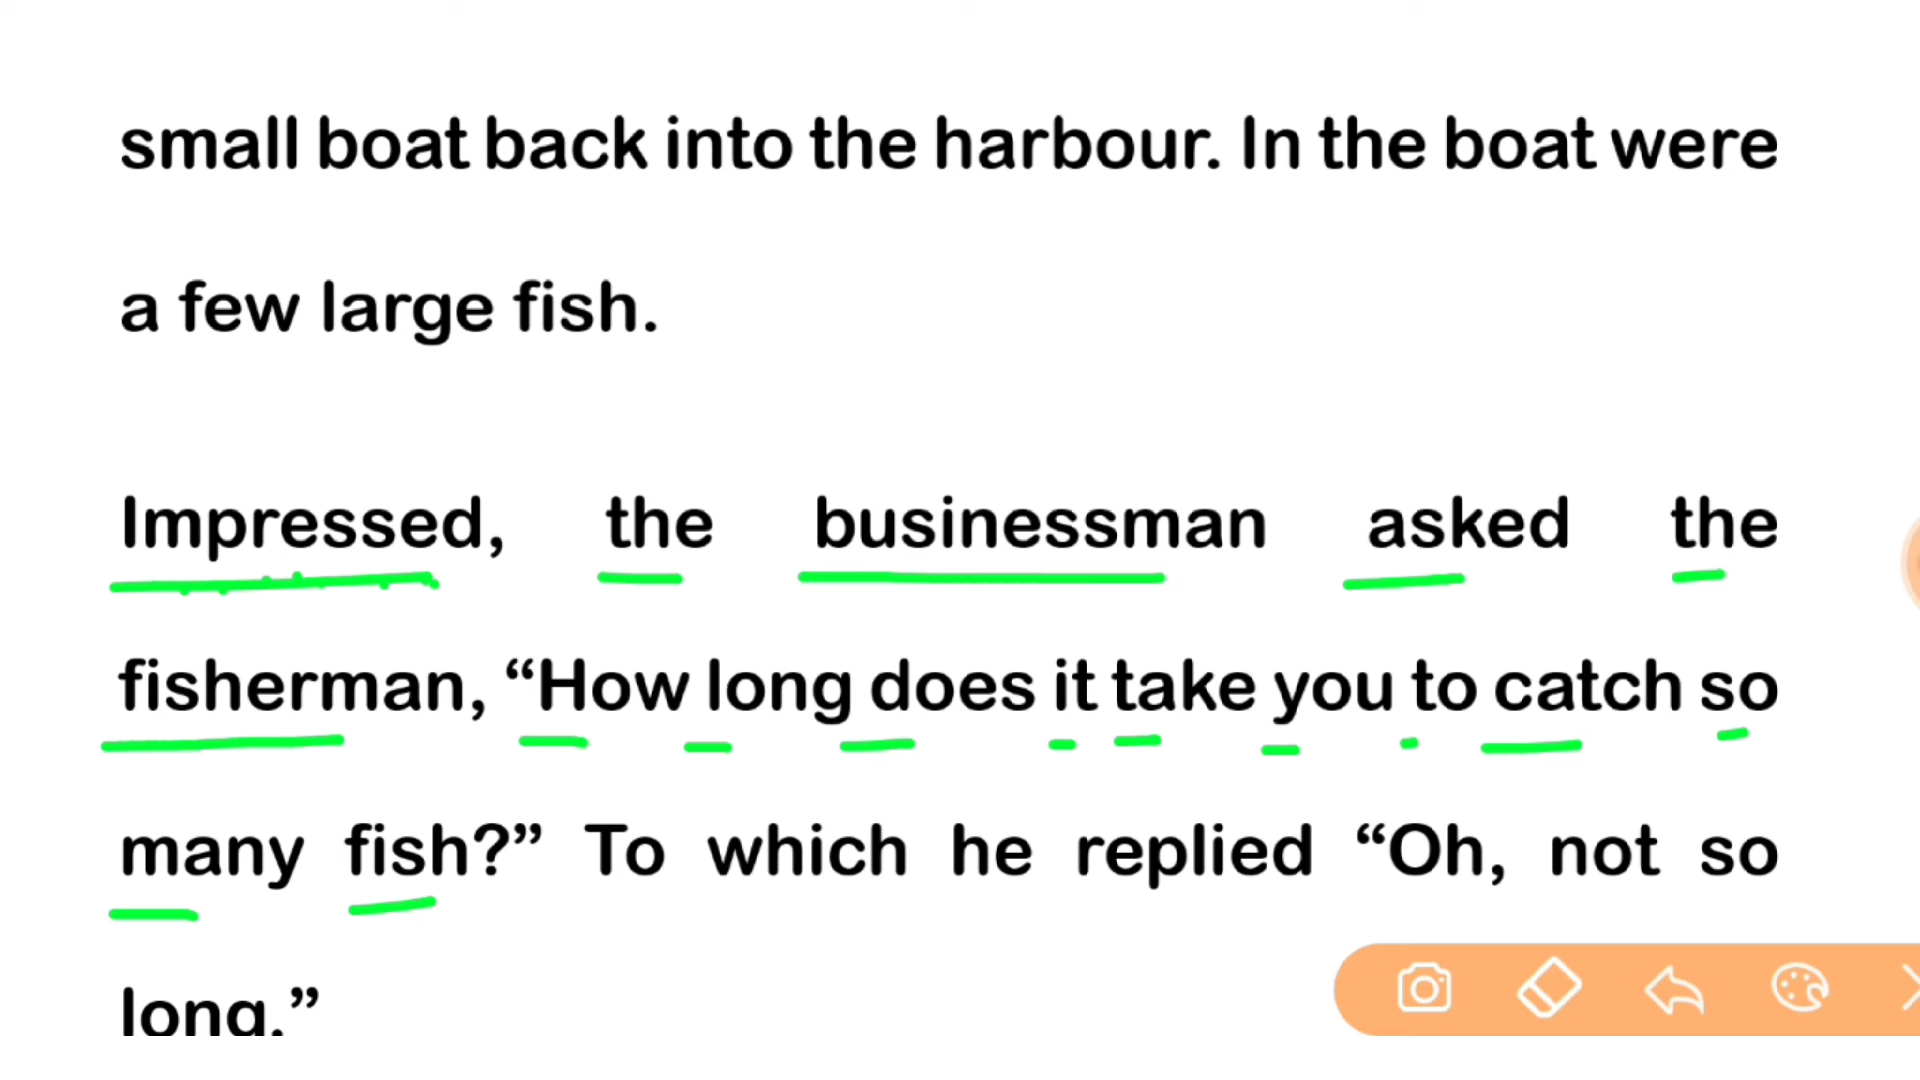 small boat back into the harbour. In the boat were
a few large fish.
Impressed, the businessman asked the
fisherman, “How long does it take you to catch so
many fish?” To which he replied “Oh, not so
long.”